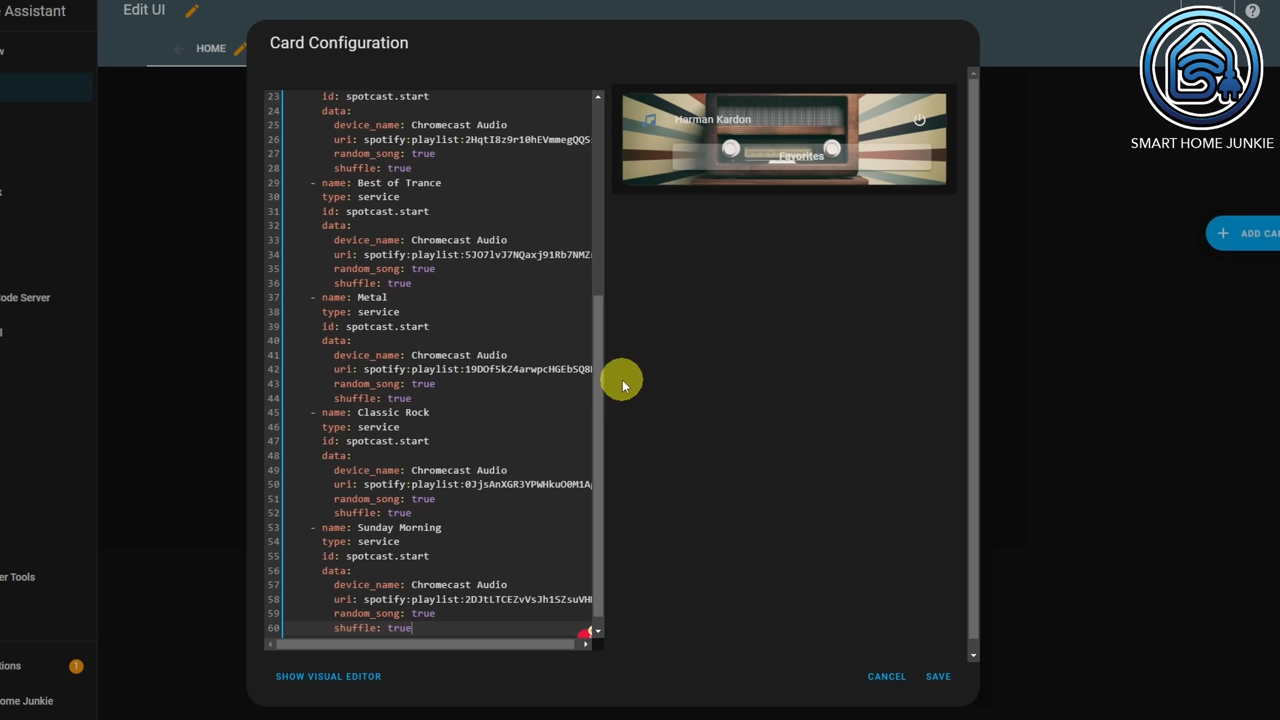 Assistant
Edit UI
HOME
Card Configuration
SMART HOME JUNKIE
23 id: spotcast.start
24 data:
25 device_name: Chromecast Audio
26 uri: spotify:playlist:2HqtI8z9r10hEVmmegQQS
27 random_song: true
28 shuffle: true
29 - name: Best of Trance
30 type: service
31 id: spotcast.start
32 data:
33 device_name: Chromecast Audio
34 uri: spotify:playlist:5JO7lvJ7NQaxj91Rb7NMZ
35 random_song: true
36 shuffle: true
37 - name: Metal
38 type: service
39 id: spotcast.start
40 data:
41 device_name: Chromecast Audio
42 uri: spotify:playlist:19DOf5kZ4arwpcHGEbSQ8
43 random_song: true
44 shuffle: true
45 - name: Classic Rock
46 type: service
47 id: spotcast.start
48 data:
49 device_name: Chromecast Audio
50 uri: spotify:playlist:0JjsAnXGR3YPWHkuO0M1A
51 random_song: true
52 shuffle: true
53 - name: Sunday Morning
54 type: service
55 id: spotcast.start
56 data:
57 device_name: Chromecast Audio
58 uri: spotify:playlist:2DJtLTCEZvVsJh1SZsuVH
59 random_song: true
60 shuffle: true
Harman Kardon
Favorites
+ ADD CA
ode Server
er Tools
tions 1
ome Junkie
SHOW VISUAL EDITOR
CANCEL
SAVE